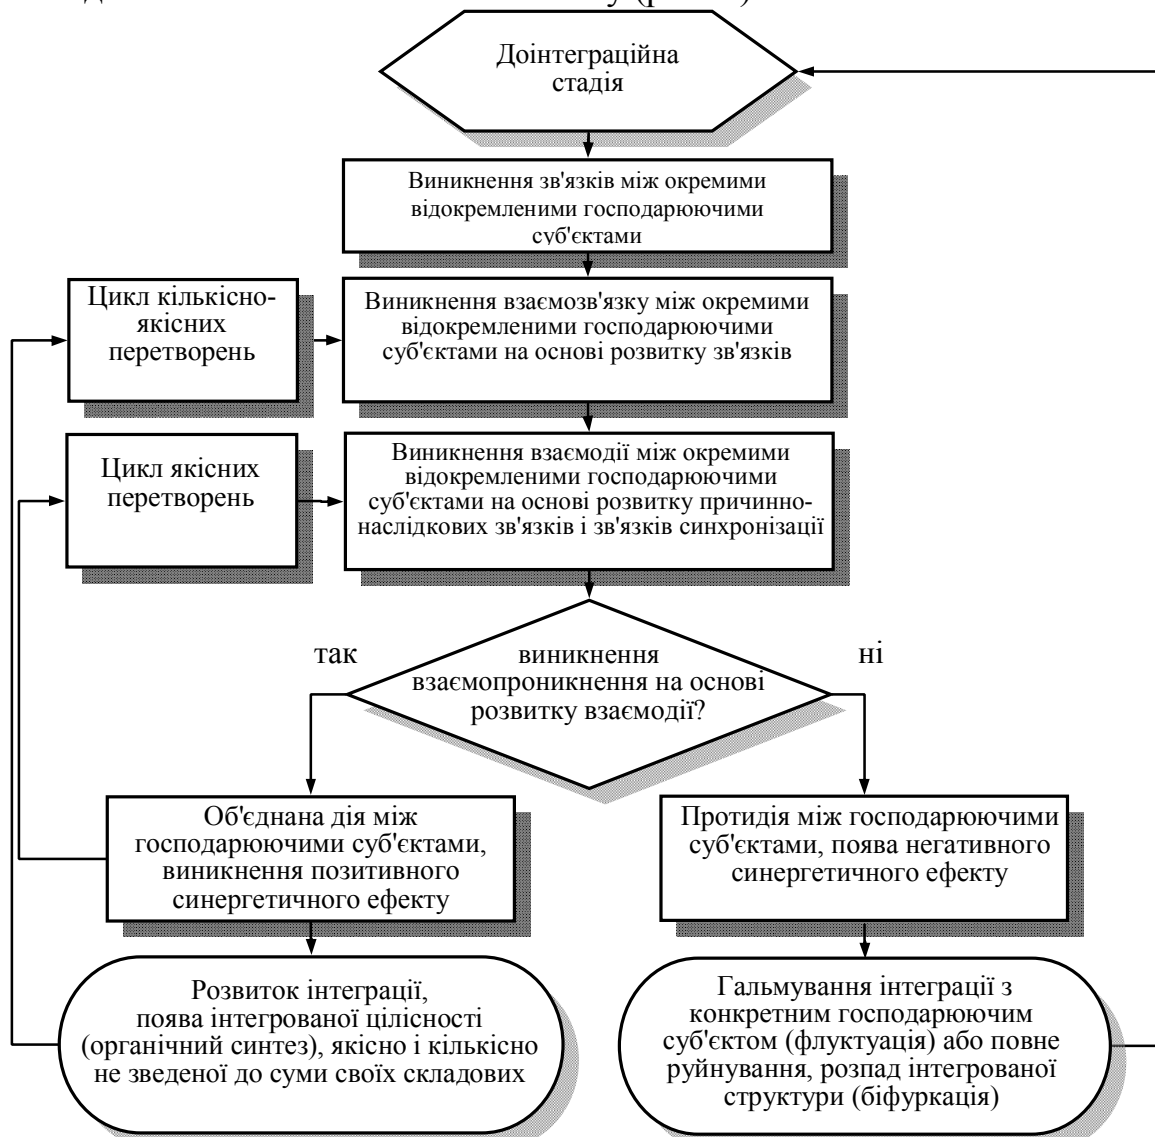 Доінтеграційна
стадія
Виникнення зв'язків між окремими
відокремленими господарюючими
суб'єктами
Цикл кількісно-
якісних
перетворень
Виникнення взаємозв'язку між окремими
відокремленими господарюючими
суб'єктами на основі розвитку зв'язків
Цикл якісних
перетворень
Виникнення взаємодії між окремими
відокремленими господарюючими
суб'єктами на основі розвитку причинно-
наслідкових зв'язків і зв'язків синхронізації
так
виникнення
взаємопроникнення на основі
розвитку взаємодії?
ні
Об'єднана дія між
господарюючими суб'єктами,
виникнення позитивного
синергетичного ефекту
Протидія між господарюючими
суб'єктами, поява негативного
синергетичного ефекту
Розвиток інтеграції,
поява інтегрованої цілісності
(органічний синтез), якісно і кількісно
не зведеної до суми своїх складових
Гальмування інтеграції з
конкретним господарюючим
суб'єктом (флуктуація) або повне
руйнування, розпад інтегрованої
структури (біфуркація)